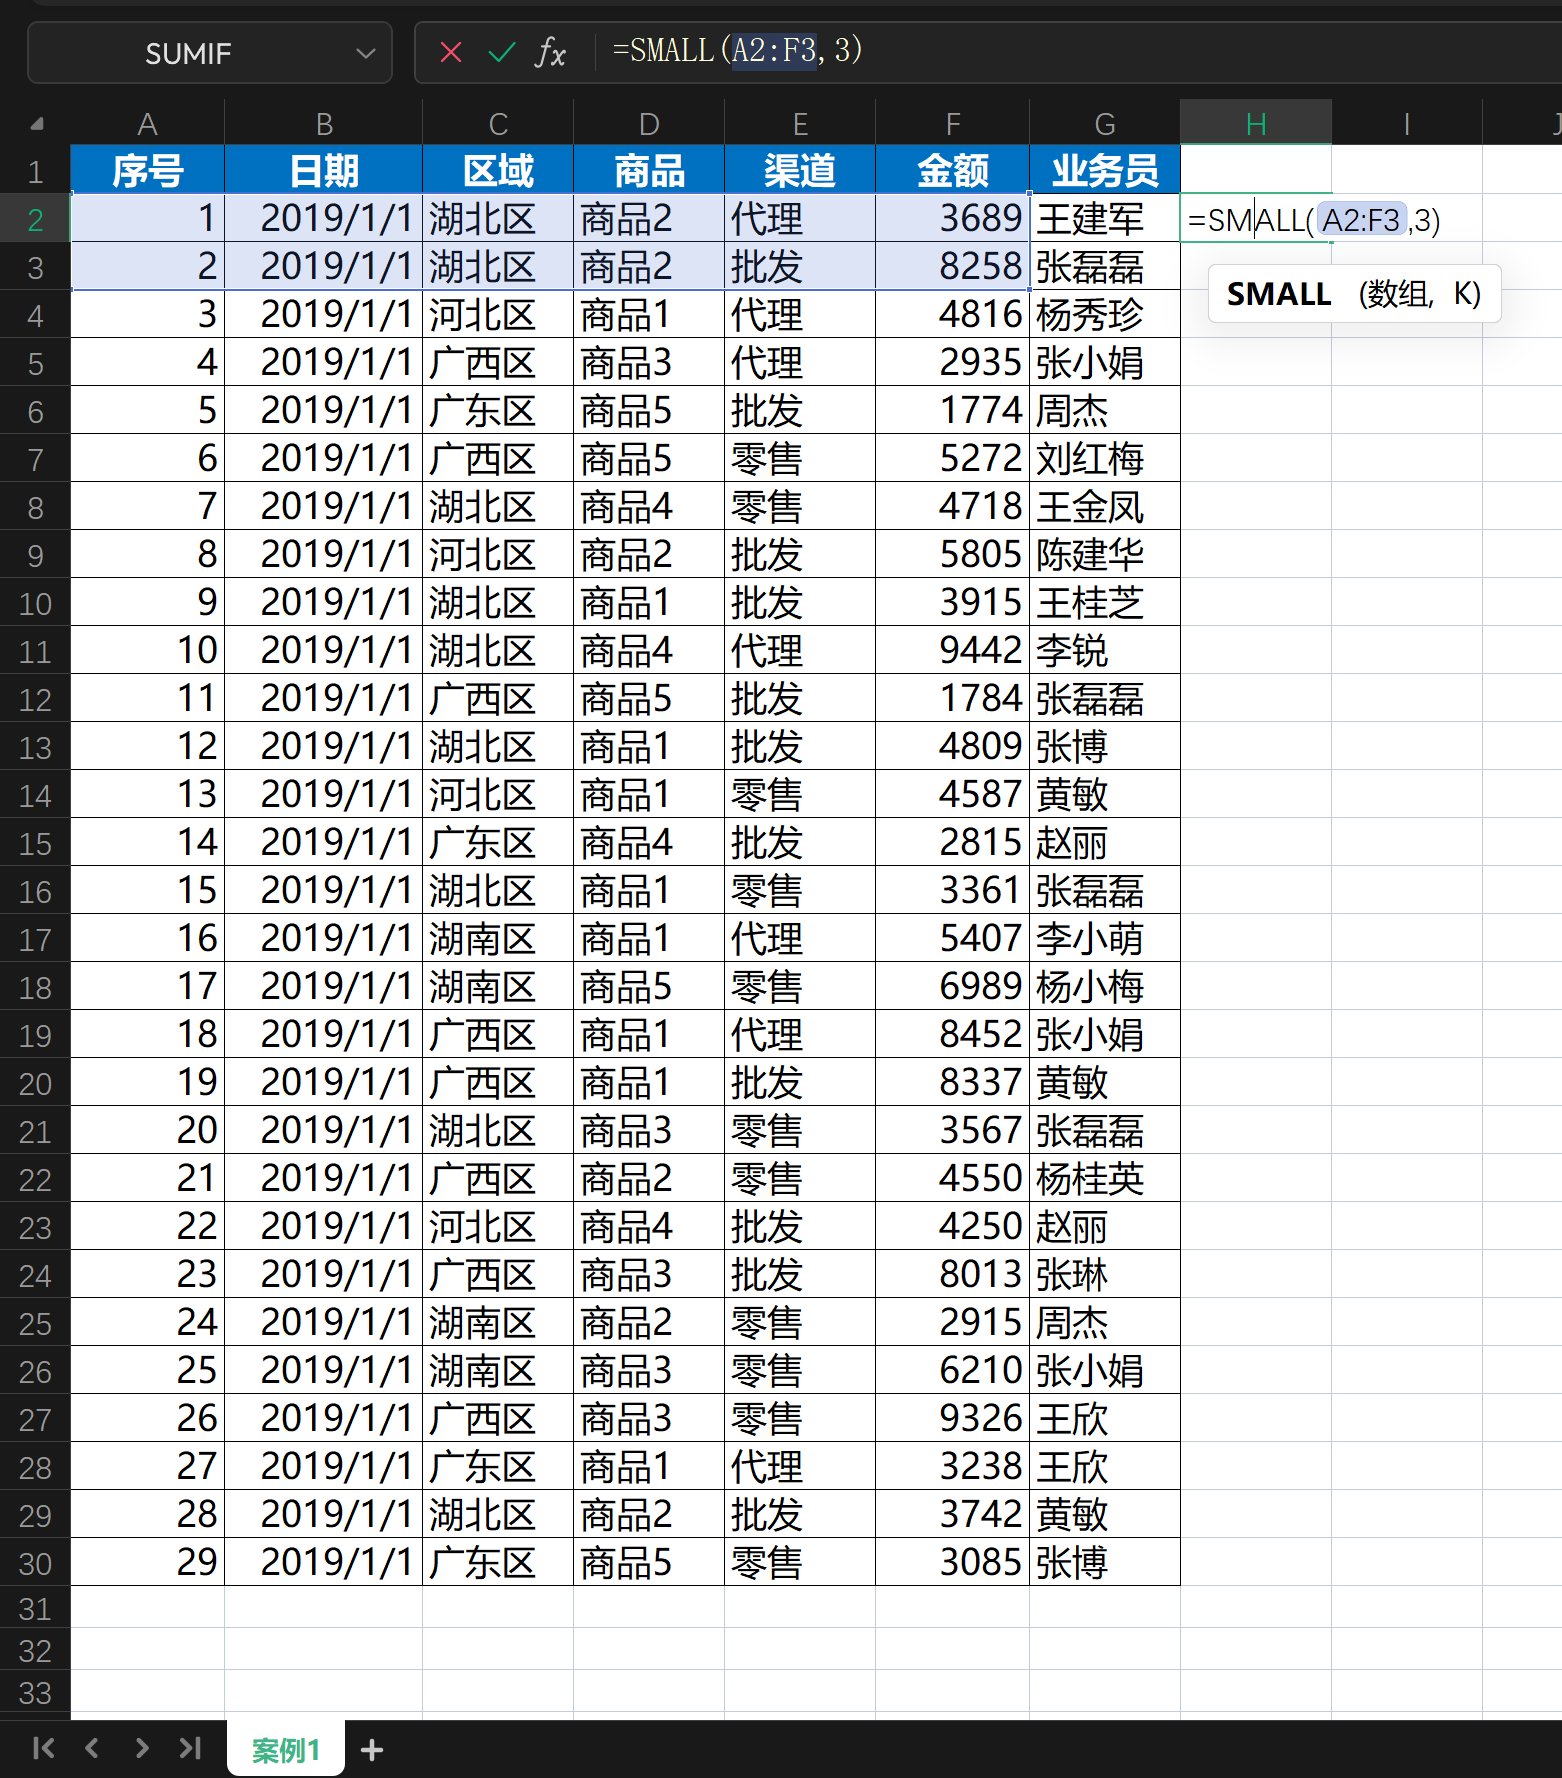 SUMIF fx =SMALL(A2:F3,3)
A B C D E F G H I J
1 序号 日期 区域 商品 渠道 金额 业务员
2 1 2019/1/1 湖北区 商品2 代理 3689 王建军 =SMALL(A2:F3,3)
3 2 2019/1/1 湖北区 商品2 批发 8258 张磊磊
SMALL (数组, K)
4 3 2019/1/1 河北区 商品1 代理 4816 杨秀珍
5 4 2019/1/1 广西区 商品3 代理 2935 张小娟
6 5 2019/1/1 广东区 商品5 批发 1774 周杰
7 6 2019/1/1 广西区 商品5 零售 5272 刘红梅
8 7 2019/1/1 湖北区 商品4 零售 4718 王金凤
9 8 2019/1/1 河北区 商品2 批发 5805 陈建华
10 9 2019/1/1 湖北区 商品1 批发 3915 王桂芝
11 10 2019/1/1 湖北区 商品4 代理 9442 李锐
12 11 2019/1/1 广西区 商品5 批发 1784 张磊磊
13 12 2019/1/1 湖北区 商品1 批发 4809 张博
14 13 2019/1/1 河北区 商品1 零售 4587 黄敏
15 14 2019/1/1 广东区 商品4 批发 2815 赵丽
16 15 2019/1/1 湖北区 商品1 零售 3361 张磊磊
17 16 2019/1/1 湖南区 商品1 代理 5407 李小萌
18 17 2019/1/1 湖南区 商品5 零售 6989 杨小梅
19 18 2019/1/1 广西区 商品1 代理 8452 张小娟
20 19 2019/1/1 广西区 商品1 批发 8337 黄敏
21 20 2019/1/1 湖北区 商品3 零售 3567 张磊磊
22 21 2019/1/1 广西区 商品2 零售 4550 杨桂英
23 22 2019/1/1 河北区 商品4 批发 4250 赵丽
24 23 2019/1/1 广西区 商品3 批发 8013 张琳
25 24 2019/1/1 湖南区 商品2 零售 2915 周杰
26 25 2019/1/1 湖南区 商品3 零售 6210 张小娟
27 26 2019/1/1 广西区 商品3 零售 9326 王欣
28 27 2019/1/1 广东区 商品1 代理 3238 王欣
29 28 2019/1/1 湖北区 商品2 批发 3742 黄敏
30 29 2019/1/1 广东区 商品5 零售 3085 张博
31
32
33
案例1 +